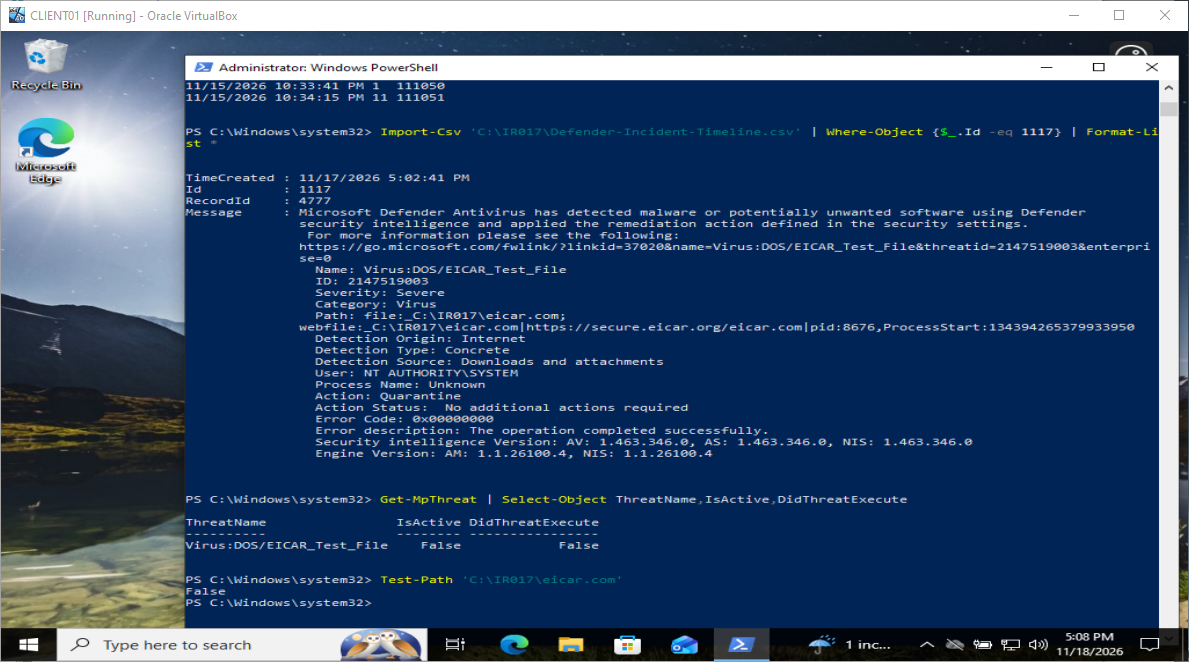 CLIENT01 [Running] - Oracle VirtualBox
Recycle Bin
Microsoft
Edge
Administrator: Windows PowerShell
11/15/2026 10:33:41 PM 1  111050
11/15/2026 10:34:15 PM 11 111051
PS C:\Windows\system32> Import-Csv 'C:\IR017\Defender-Incident-Timeline.csv' | Where-Object {$_.Id -eq 1117} | Format-Li
st *
TimeCreated : 11/17/2026 5:02:41 PM
Id          : 1117
RecordId    : 4777
Message     : Microsoft Defender Antivirus has detected malware or potentially unwanted software using Defender
security intelligence and applied the remediation action defined in the security settings.
For more information please see the following:
https://go.microsoft.com/fwlink/?linkid=37020&name=Virus:DOS/EICAR_Test_File&threatid=2147519003&enterpri
se=0
Name: Virus:DOS/EICAR_Test_File
ID: 2147519003
Severity: Severe
Category: Virus
Path: file:_C:\IR017\eicar.com;
webfile:_C:\IR017\eicar.com|https://secure.eicar.org/eicar.com|pid:8676,ProcessStart:134394265379933950
Detection Origin: Internet
Detection Type: Concrete
Detection Source: Downloads and attachments
User: NT AUTHORITY\SYSTEM
Process Name: Unknown
Action: Quarantine
Action Status:  No additional actions required
Error Code: 0x00000000
Error description: The operation completed successfully.
Security intelligence Version: AV: 1.463.346.0, AS: 1.463.346.0, NIS: 1.463.346.0
Engine Version: AM: 1.1.26100.4, NIS: 1.1.26100.4
PS C:\Windows\system32> Get-MpThreat | Select-Object ThreatName,IsActive,DidThreatExecute
ThreatName                IsActive DidThreatExecute
----------                -------- ----------------
Virus:DOS/EICAR_Test_File    False            False
PS C:\Windows\system32> Test-Path 'C:\IR017\eicar.com'
False
PS C:\Windows\system32>
Type here to search
1 inc...
5:08 PM
11/18/2026